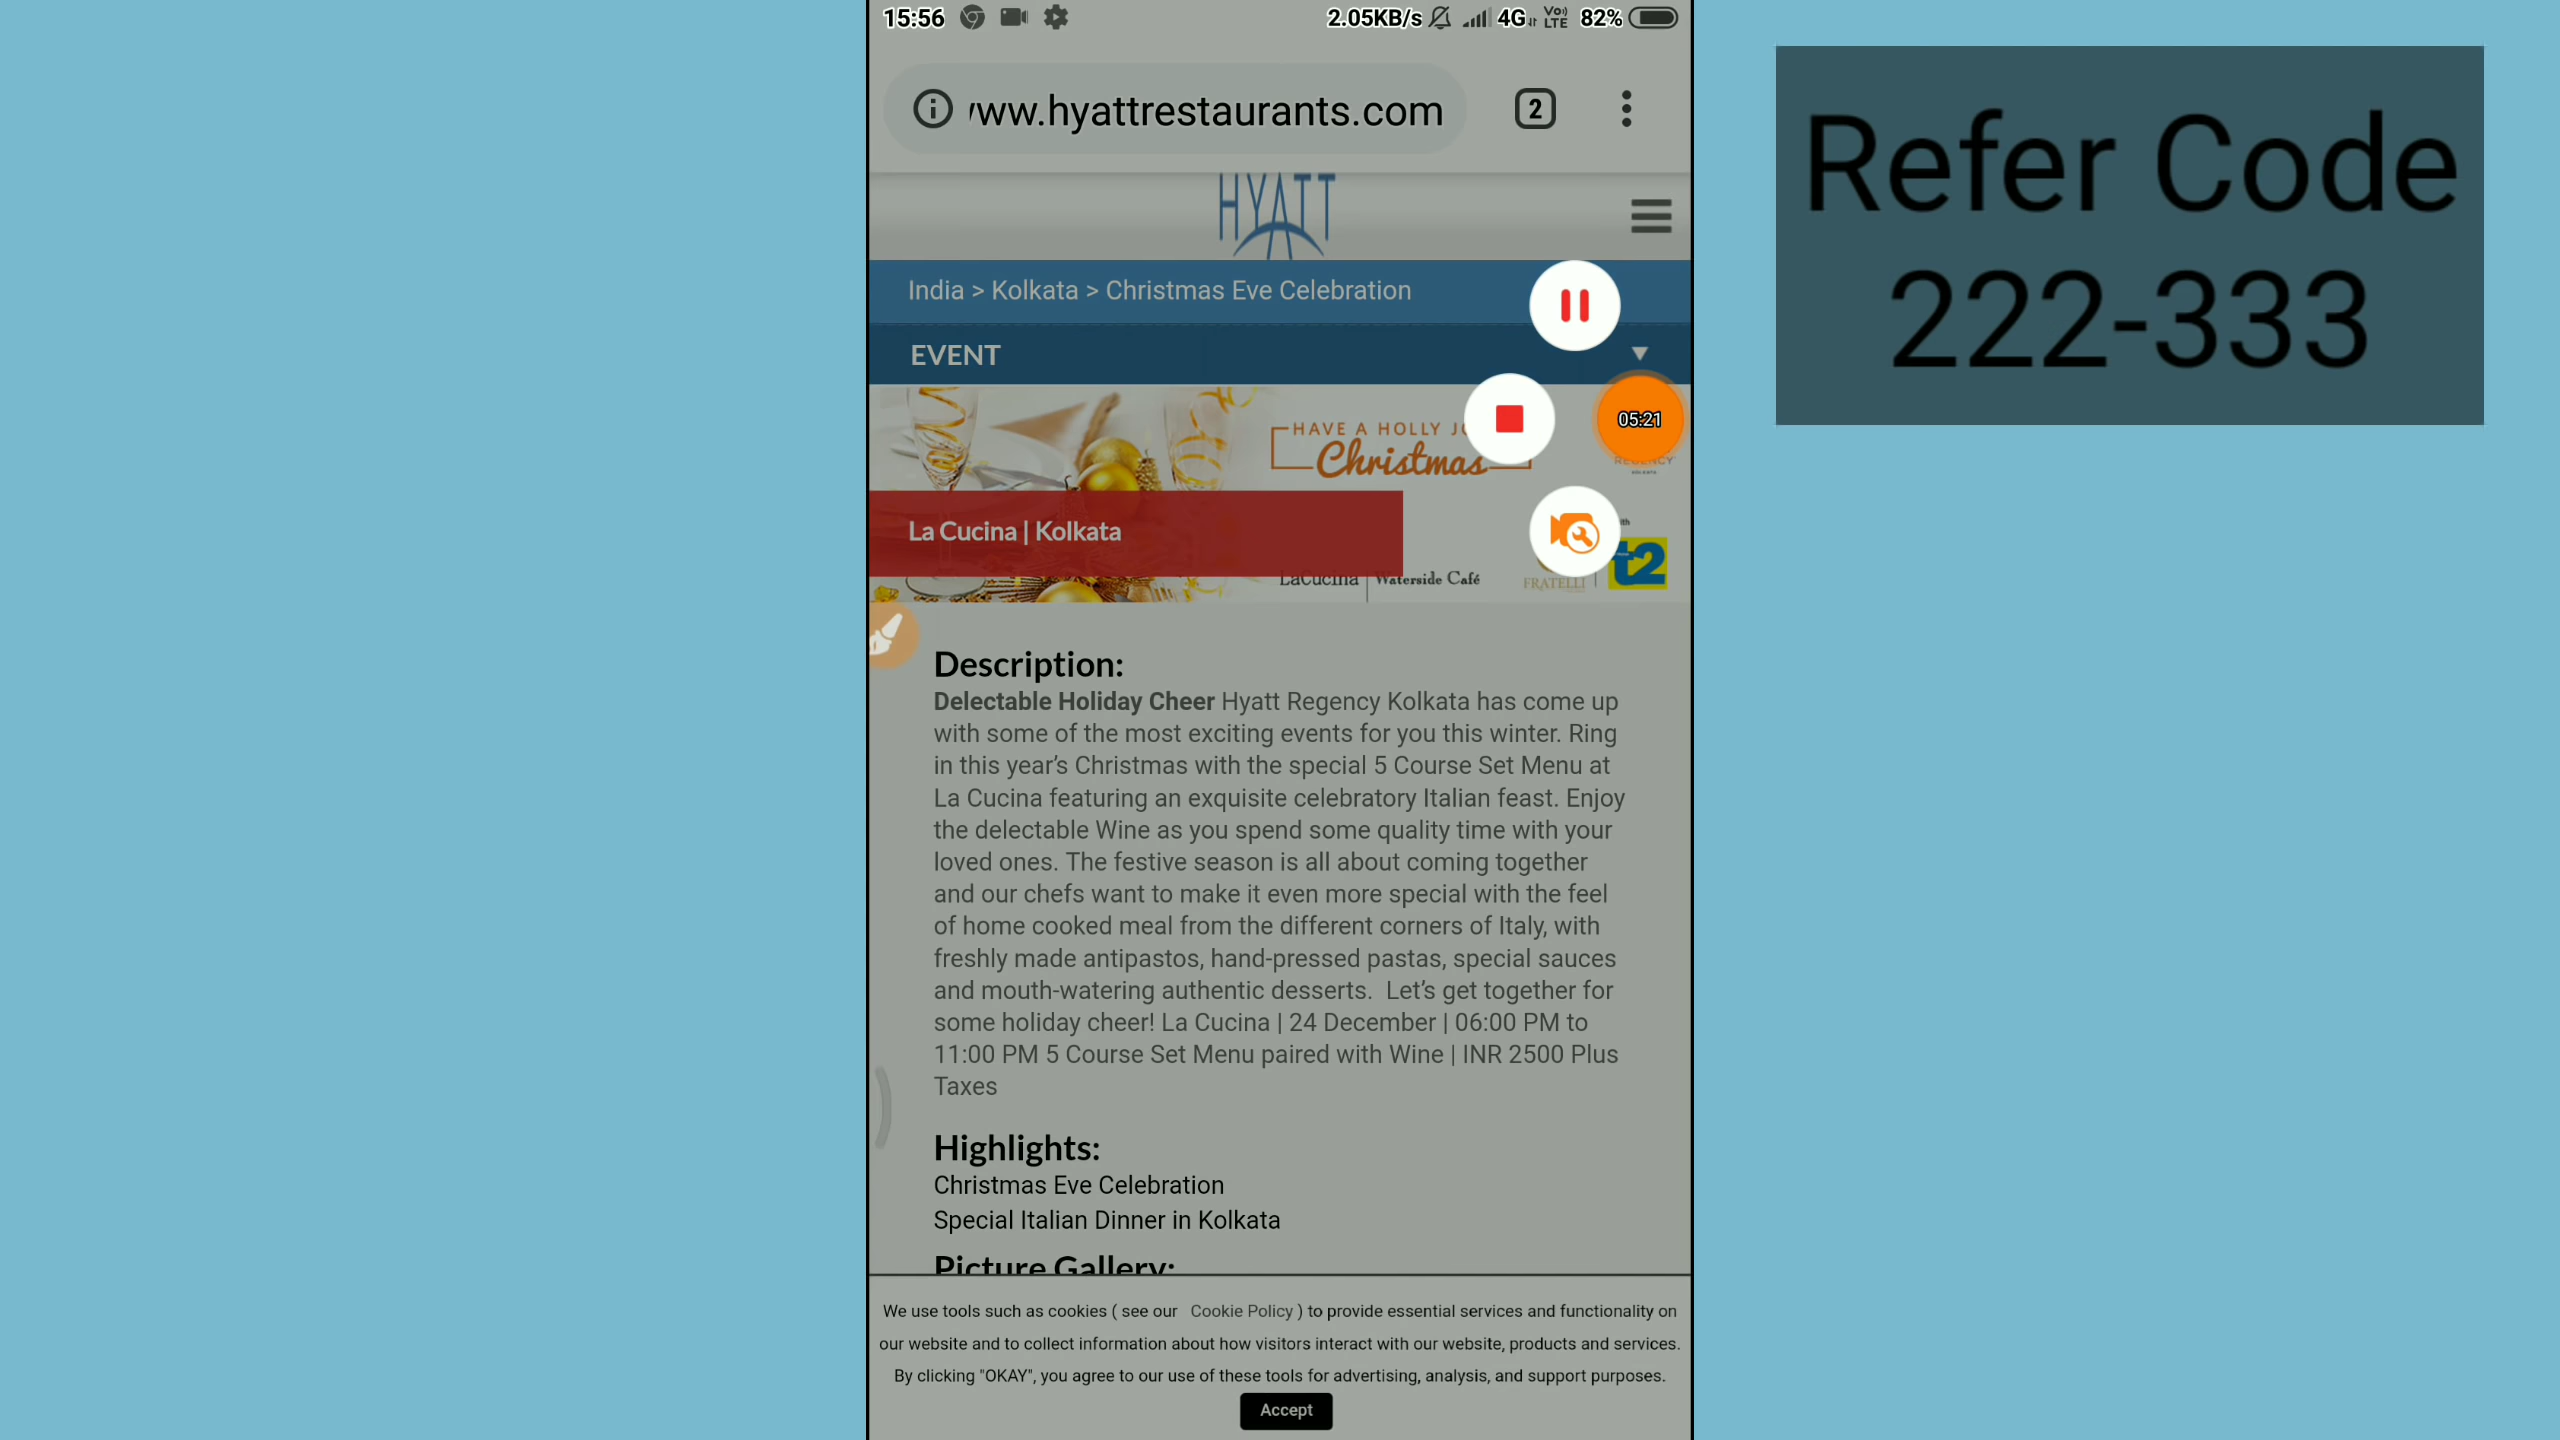 15:56
2.05KB/s 4G Vo) LTE 82%
www.hyattrestaurants.com
2
Refer Code
222-333
HYATT
India > Kolkata > Christmas Eve Celebration
EVENT
HAVE A HOLLY
Christmas
05:21
REGENCY
KOLKATA
La Cucina | Kolkata
LaCucina | Waterside Café
FRATELLI
t2
Description:
Delectable Holiday Cheer Hyatt Regency Kolkata has come up
with some of the most exciting events for you this winter. Ring
in this year’s Christmas with the special 5 Course Set Menu at
La Cucina featuring an exquisite celebratory Italian feast. Enjoy
the delectable Wine as you spend some quality time with your
loved ones. The festive season is all about coming together
and our chefs want to make it even more special with the feel
of home cooked meal from the different corners of Italy, with
freshly made antipastos, hand-pressed pastas, special sauces
and mouth-watering authentic desserts.  Let’s get together for
some holiday cheer! La Cucina | 24 December | 06:00 PM to
11:00 PM 5 Course Set Menu paired with Wine | INR 2500 Plus
Taxes
Highlights:
Christmas Eve Celebration
Special Italian Dinner in Kolkata
Picture Gallery:
We use tools such as cookies ( see our Cookie Policy ) to provide essential services and functionality on
our website and to collect information about how visitors interact with our website, products and services.
By clicking "OKAY", you agree to our use of these tools for advertising, analysis, and support purposes.
Accept